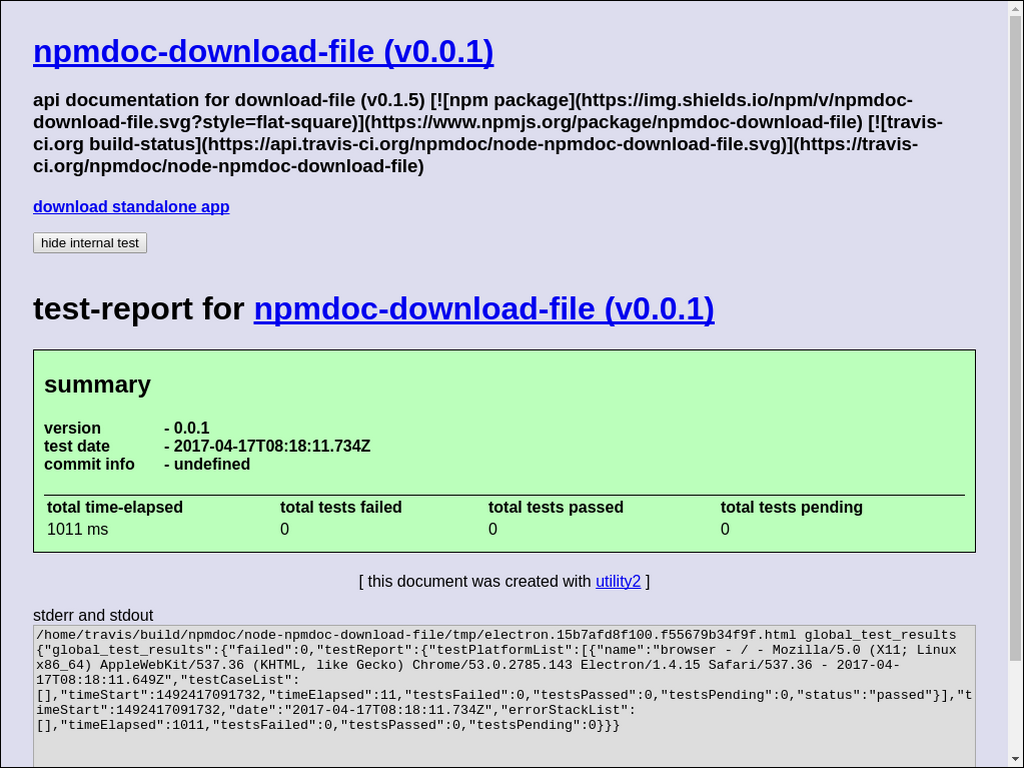 npmdoc-download-file (v0.0.1)
api documentation for download-file (v0.1.5) [![npm package](https://img.shields.io/npm/v/npmdoc-
download-file.svg?style=flat-square)](https://www.npmjs.org/package/npmdoc-download-file) [![travis-
ci.org build-status](https://api.travis-ci.org/npmdoc/node-npmdoc-download-file.svg)](https://travis-
ci.org/npmdoc/node-npmdoc-download-file)
download standalone app
hide internal test
test-report for npmdoc-download-file (v0.0.1)
summary
version - 0.0.1
test date - 2017-04-17T08:18:11.734Z
commit info - undefined
total time-elapsed total tests failed total tests passed total tests pending
1011 ms 0 0 0
[ this document was created with utility2 ]
stderr and stdout
/home/travis/build/npmdoc/node-npmdoc-download-file/tmp/electron.15b7afd8f100.f55679b34f9f.html global_test_results
{"global_test_results":{"failed":0,"testReport":{"testPlatformList":[{"name":"browser - / - Mozilla/5.0 (X11; Linux
x86_64) AppleWebKit/537.36 (KHTML, like Gecko) Chrome/53.0.2785.143 Electron/1.4.15 Safari/537.36 - 2017-04-
17T08:18:11.649Z","testCaseList":
[],"timeStart":1492417091732,"timeElapsed":11,"testsFailed":0,"testsPassed":0,"testsPending":0,"status":"passed"}],"t
imeStart":1492417091732,"date":"2017-04-17T08:18:11.734Z","errorStackList":
[],"timeElapsed":1011,"testsFailed":0,"testsPassed":0,"testsPending":0}}}